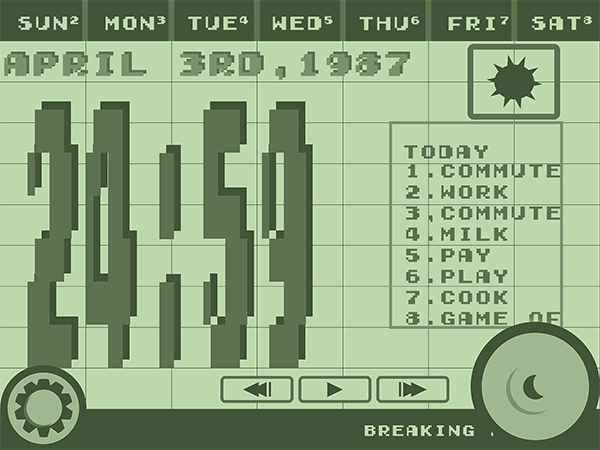 SUN² MON³ TUE⁴ WED⁵ THU⁶ FRI⁷ SAT⁸
APRIL 3RD,1987
24:59
TODAY
1.COMMUTE
2.WORK
3,COMMUTE
4.MILK
5.PAY
6.PLAY
7.COOK
8.GAME OF
BREAKING